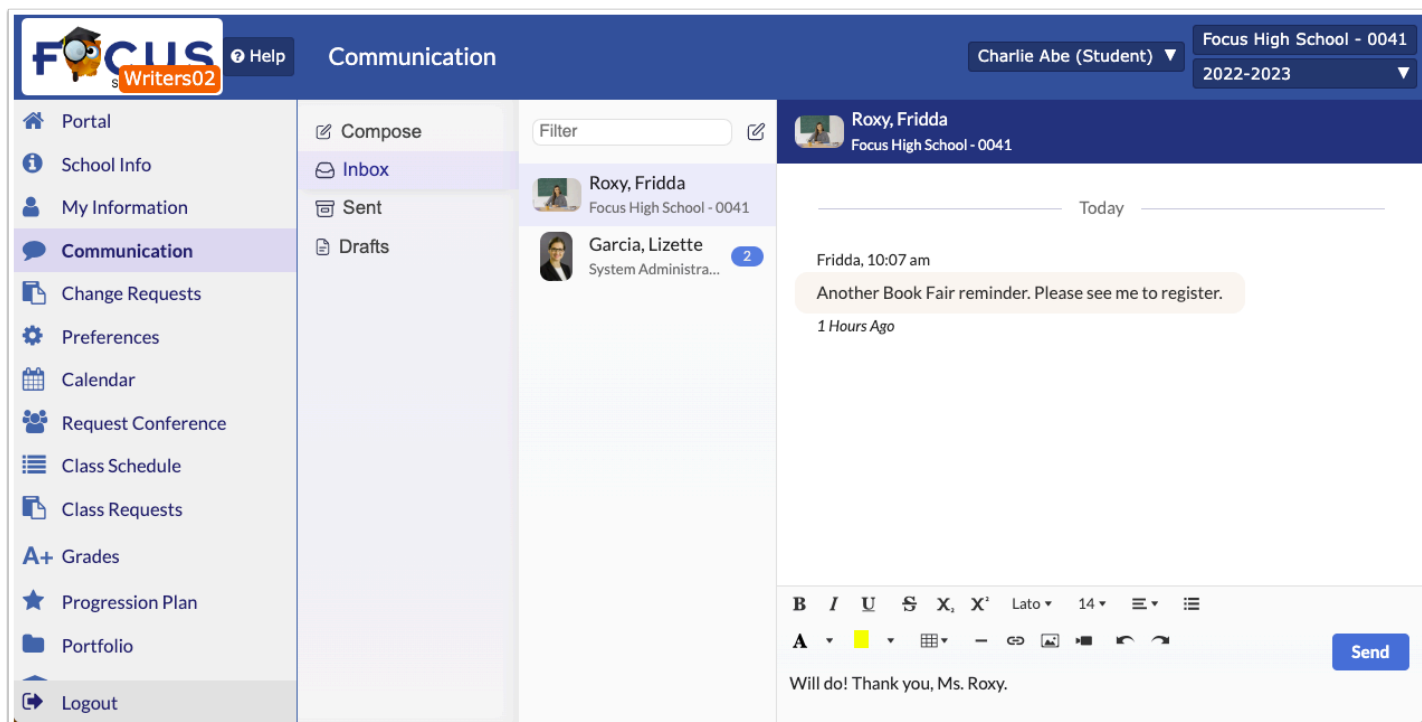 FOCUS
S
Writers02
Help
Communication
Charlie Abe (Student) ▼
Focus High School - 0041
2022-2023 ▼
Portal
School Info
My Information
Communication
Change Requests
Preferences
Calendar
Request Conference
Class Schedule
Class Requests
A+ Grades
Progression Plan
Portfolio
Logout
Compose
Inbox
Sent
Drafts
Filter
Roxy, Fridda
Focus High School - 0041
Garcia, Lizette
System Administra...
2
Roxy, Fridda
Focus High School - 0041
Today
Fridda, 10:07 am
Another Book Fair reminder. Please see me to register.
1 Hours Ago
B I U S X₂ X² Lato 14
A
Send
Will do! Thank you, Ms. Roxy.